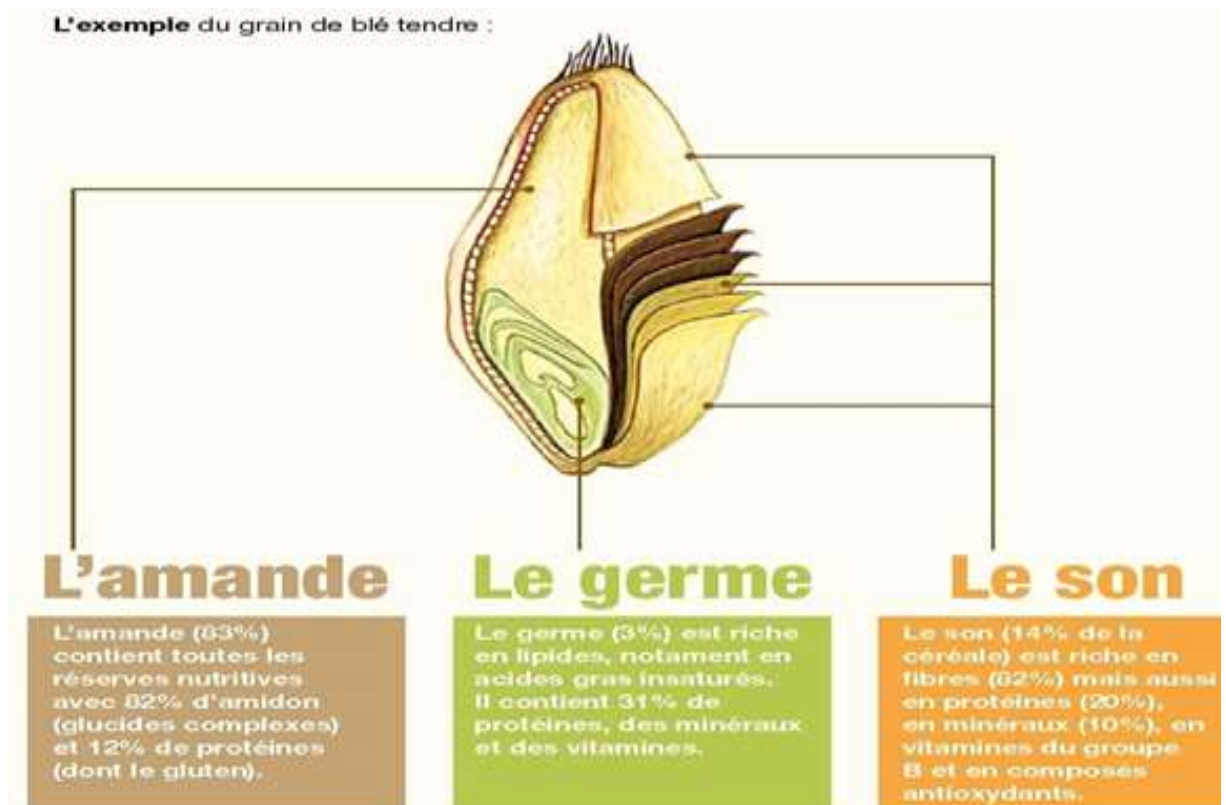 L'exemple du grain de blé tendre :
L'amande
L'amande (83%)
contient toutes les
réserves nutritives
avec 82% d'amidon
(glucides complexes)
et 12% de protéines
(dont le gluten).
Le germe
Le germe (3%) est riche
en lipides, notamment en
acides gras insaturés.
Il contient 31% de
protéines, des minéraux
et des vitamines.
Le son
Le son (14% de la
céréale) est riche en
fibres (82%) mais aussi
en protéines (20%),
en minéraux (10%), en
vitamines du groupe
B et en composés
antioxydants.